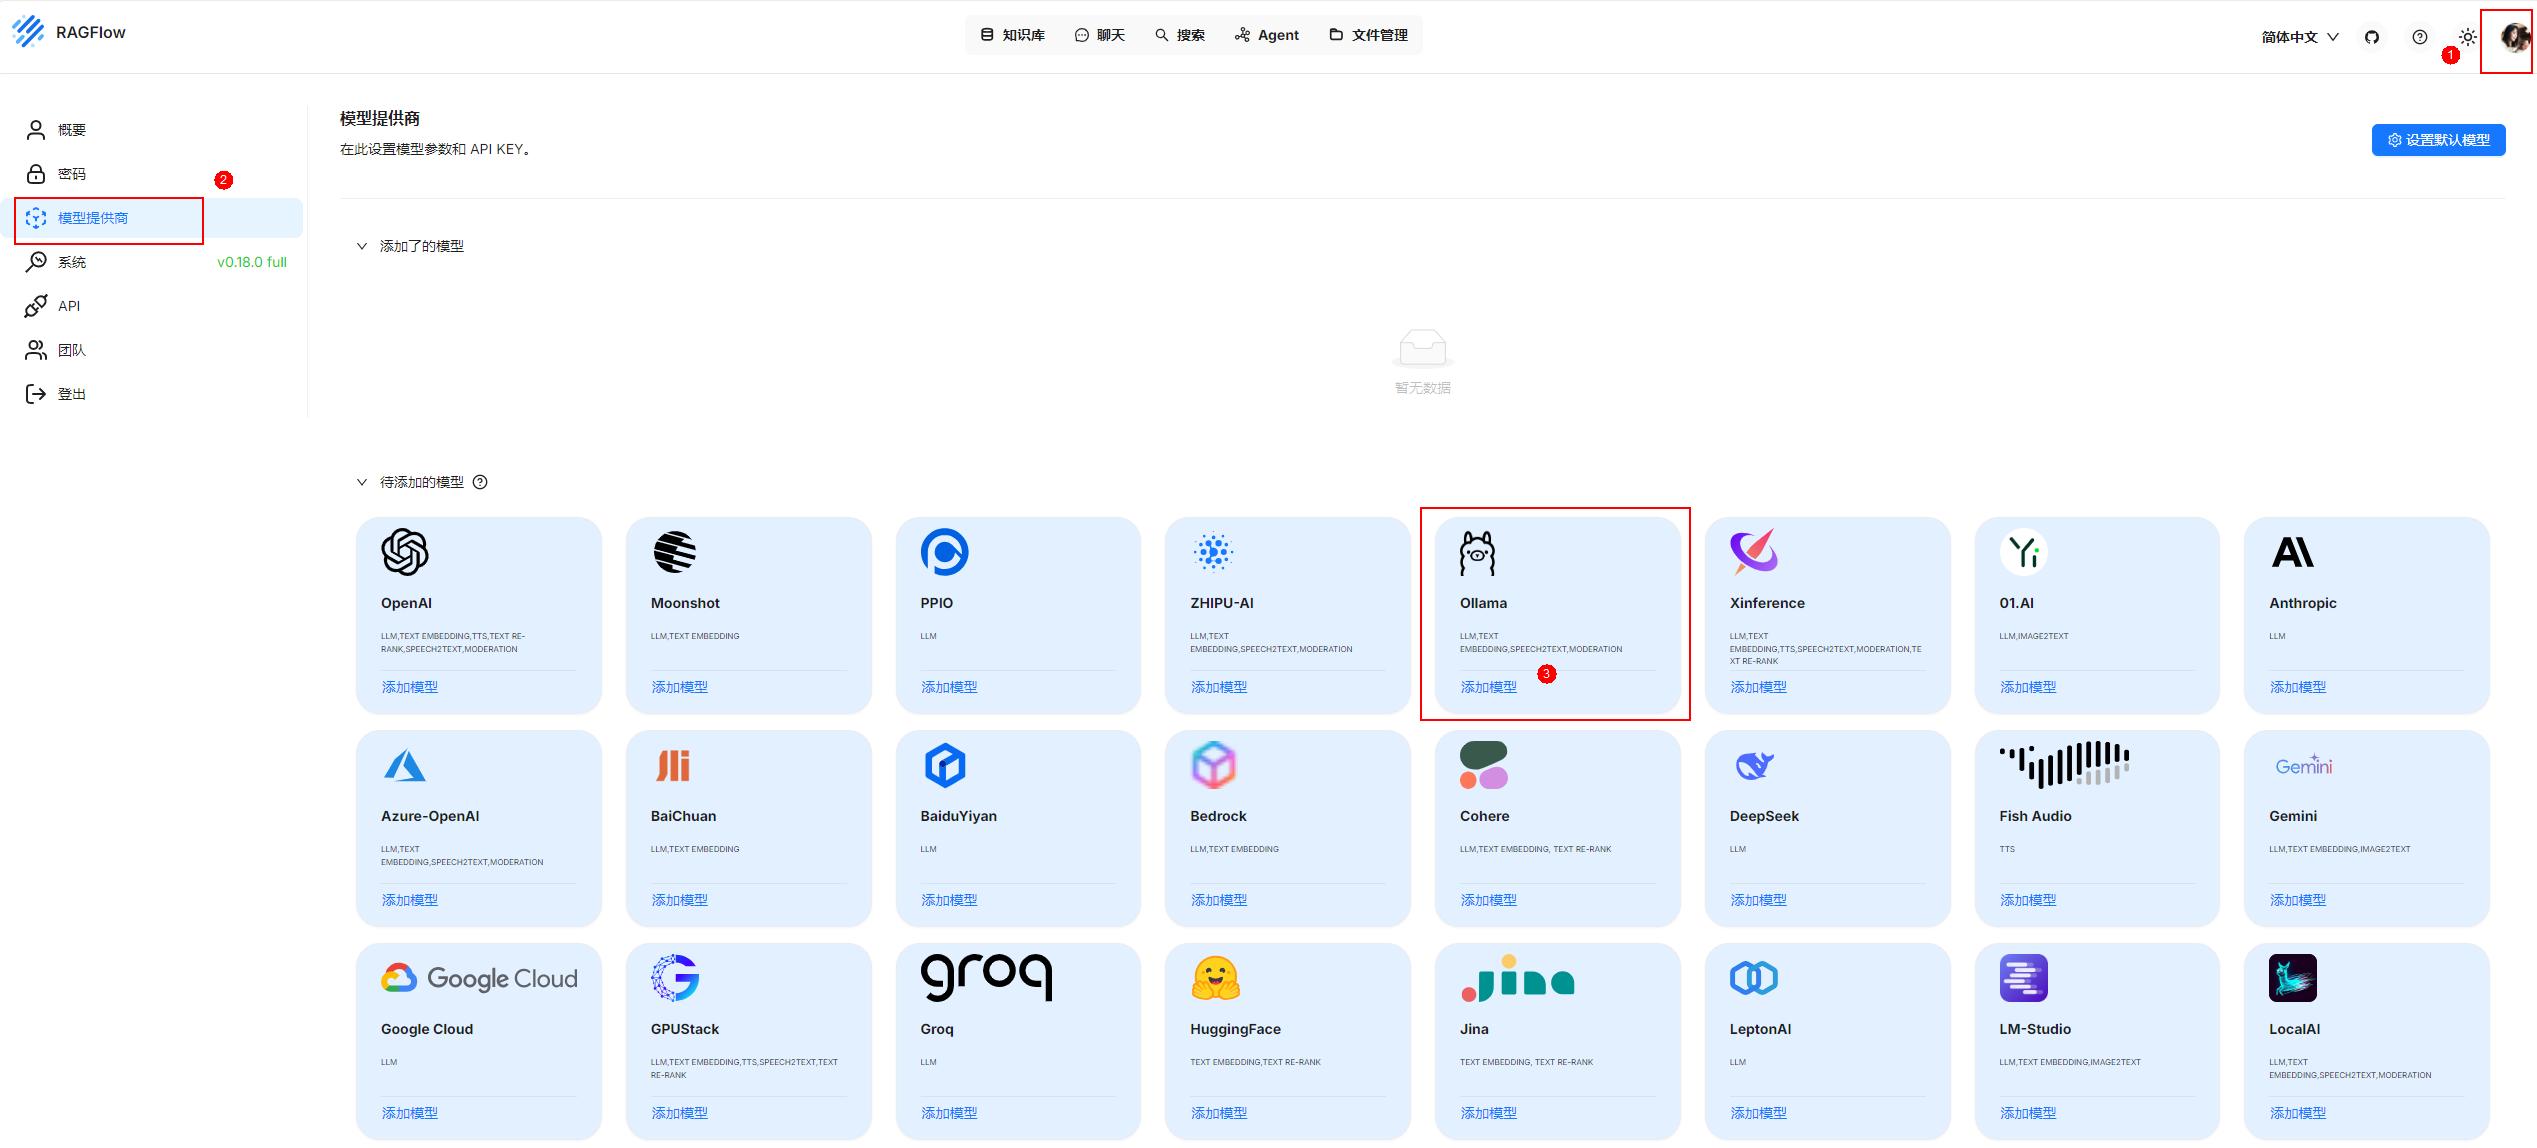 RAGFlow
知识库
聊天
搜索
Agent
文件管理
简体中文
1
概要
密码
2
模型提供商
系统
v0.18.0 full
API
团队
登出
模型提供商
在此设置模型参数和 API KEY。
设置默认模型
添加了的模型
暂无数据
待添加的模型
OpenAI
LLM,TEXT EMBEDDING,TTS,TEXT RE-
RANK,SPEECH2TEXT,MODERATION
添加模型
Moonshot
LLM,TEXT EMBEDDING
添加模型
PPIO
LLM
添加模型
ZHIPU-AI
LLM,TEXT
EMBEDDING,SPEECH2TEXT,MODERATION
添加模型
Ollama
LLM,TEXT
EMBEDDING,SPEECH2TEXT,MODERATION
3
添加模型
Xinference
LLM,TEXT
EMBEDDING,TTS,SPEECH2TEXT,MODERATION,TE
XT RE-RANK
添加模型
Yi
01.AI
LLM,IMAGE2TEXT
添加模型
Anthropic
LLM
添加模型
Azure-OpenAI
LLM,TEXT
EMBEDDING,SPEECH2TEXT,MODERATION
添加模型
BaiChuan
LLM,TEXT EMBEDDING
添加模型
BaiduYiyan
LLM
添加模型
Bedrock
LLM,TEXT EMBEDDING
添加模型
Cohere
LLM,TEXT EMBEDDING, TEXT RE-RANK
添加模型
DeepSeek
LLM
添加模型
Fish Audio
TTS
添加模型
Gemini
Gemini
LLM,TEXT EMBEDDING,IMAGE2TEXT
添加模型
Google Cloud
Google Cloud
LLM
添加模型
GPUStack
LLM,TEXT EMBEDDING,TTS,SPEECH2TEXT,TEXT
RE-RANK
添加模型
groq
Groq
LLM
添加模型
HuggingFace
TEXT EMBEDDING,TEXT RE-RANK
添加模型
Jina
Jina
TEXT EMBEDDING, TEXT RE-RANK
添加模型
LeptonAI
LLM
添加模型
LM-Studio
LLM,TEXT EMBEDDING,IMAGE2TEXT
添加模型
LocalAI
LLM,TEXT
EMBEDDING,SPEECH2TEXT,MODERATION
添加模型